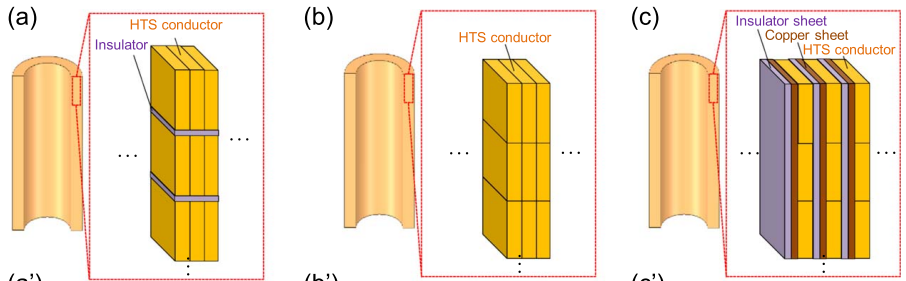 (a)
HTS conductor
Insulator
(b)
HTS conductor
(c)
Insulator sheet
Copper sheet
HTS conductor
(a')
(b')
(c')